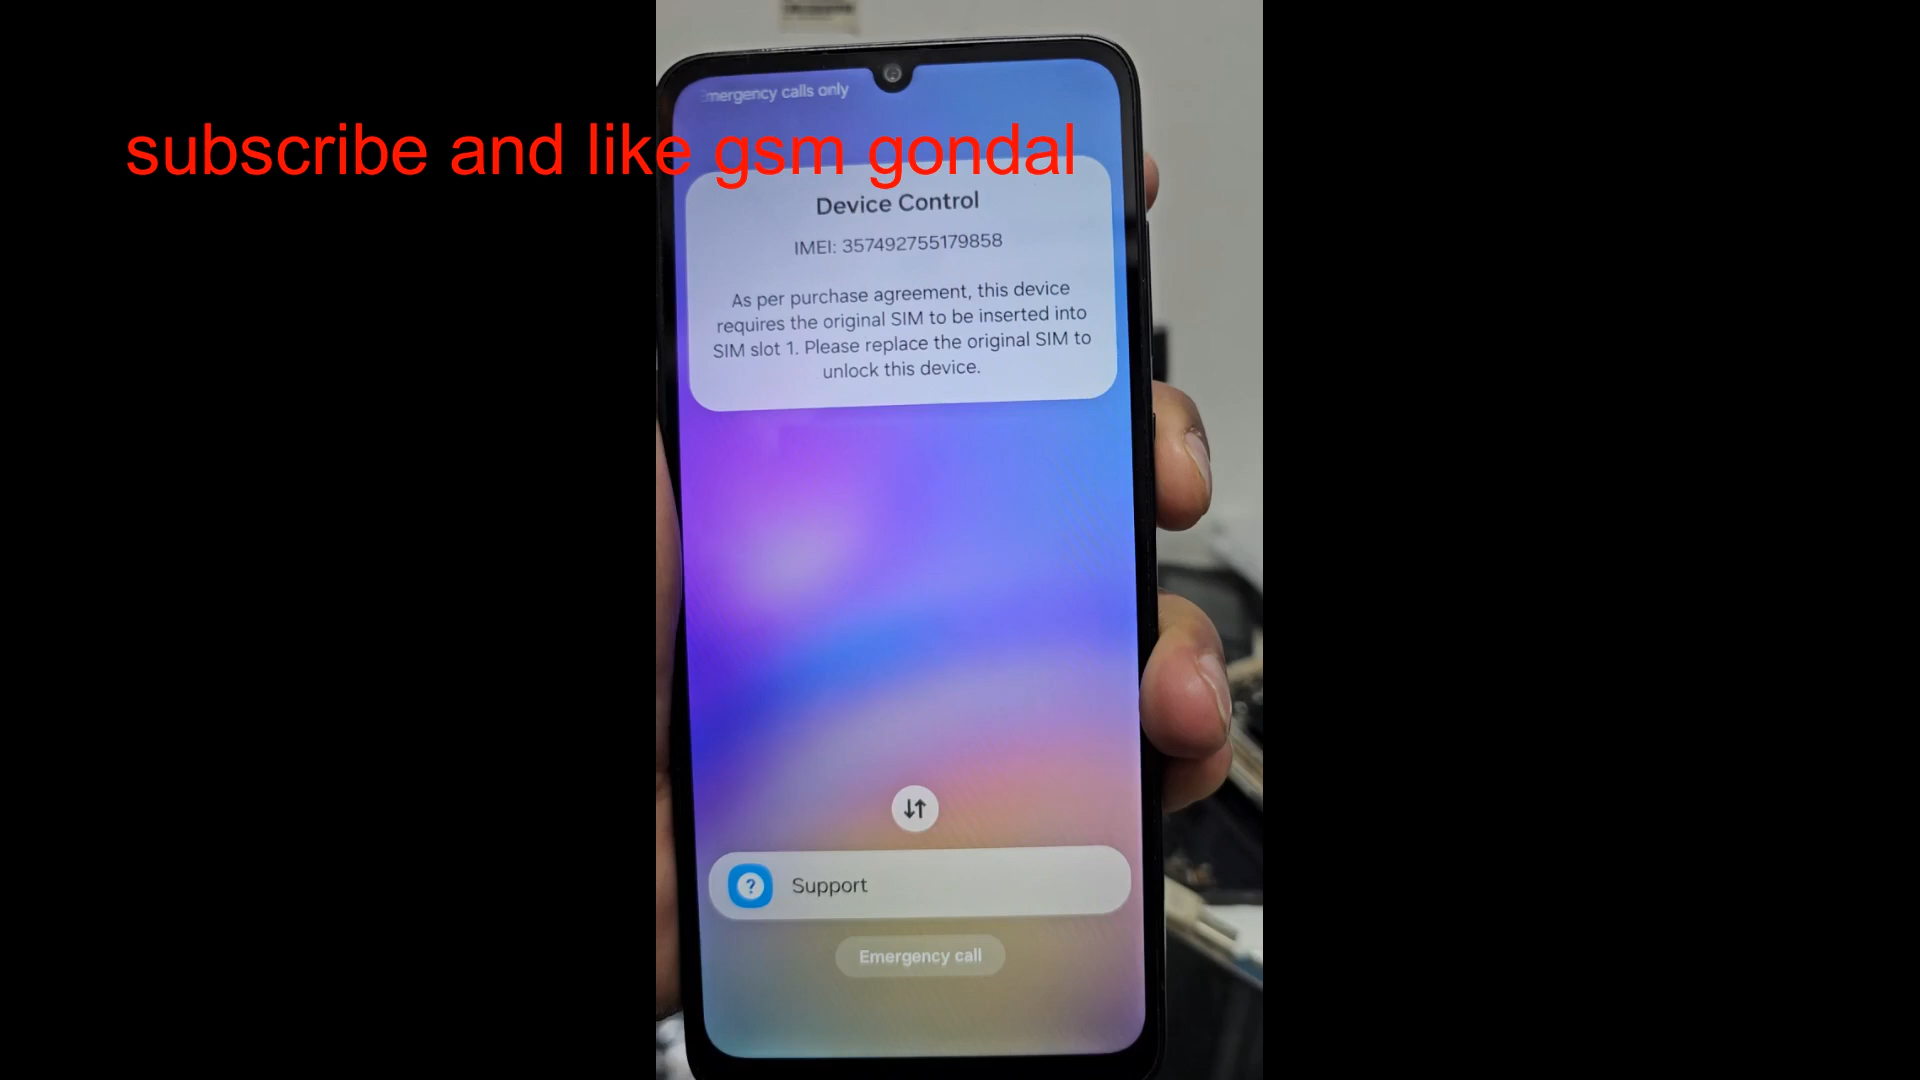 Emergency calls only
subscribe and like gsm gondal
Device Control
IMEI: 357492755179858
As per purchase agreement, this device
requires the original SIM to be inserted into
SIM slot 1. Please replace the original SIM to
unlock this device.
Support
Emergency call